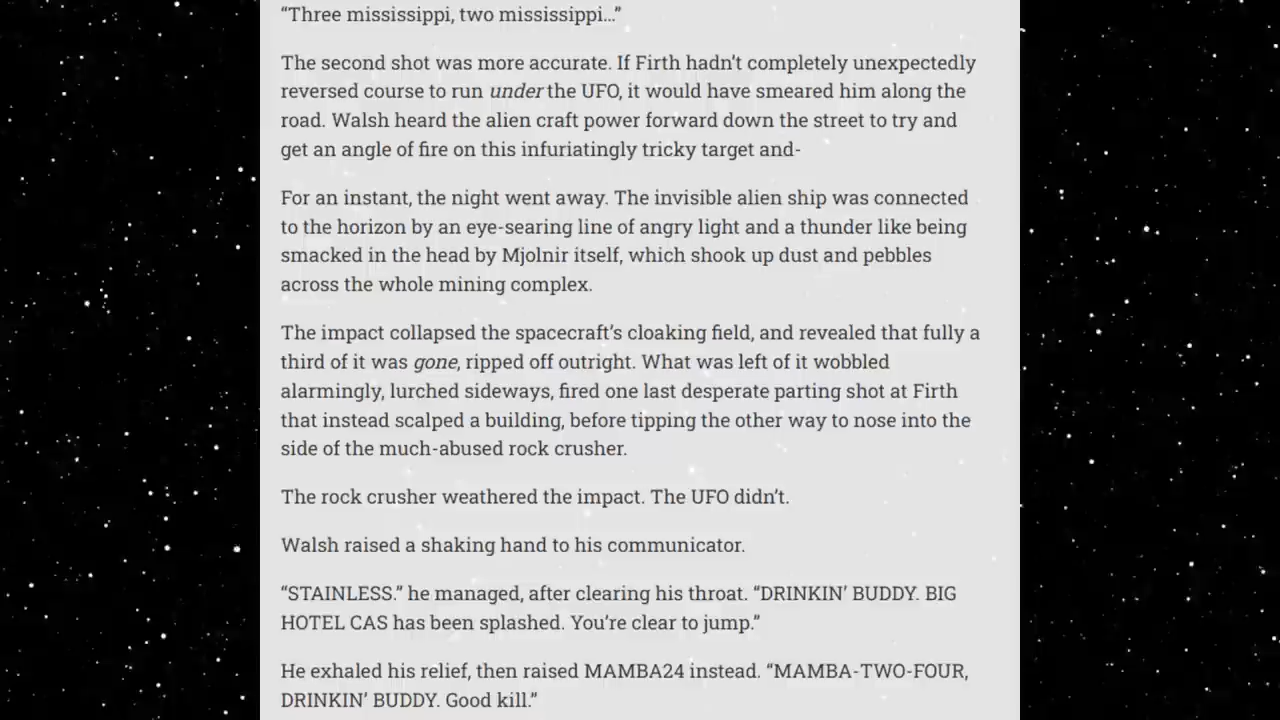 “Three mississippi, two mississippi…”
The second shot was more accurate. If Firth hadn’t completely unexpectedly
reversed course to run under the UFO, it would have smeared him along the
road. Walsh heard the alien craft power forward down the street to try and
get an angle of fire on this infuriatingly tricky target and-
For an instant, the night went away. The invisible alien ship was connected
to the horizon by an eye-searing line of angry light and a thunder like being
smacked in the head by Mjolnir itself, which shook up dust and pebbles
across the whole mining complex.
The impact collapsed the spacecraft’s cloaking field, and revealed that fully a
third of it was gone, ripped off outright. What was left of it wobbled
alarmingly, lurched sideways, fired one last desperate parting shot at Firth
that instead scalped a building, before tipping the other way to nose into the
side of the much-abused rock crusher.
The rock crusher weathered the impact. The UFO didn’t.
Walsh raised a shaking hand to his communicator.
“STAINLESS.” he managed, after clearing his throat. “DRINKIN’ BUDDY. BIG
HOTEL CAS has been splashed. You’re clear to jump.”
He exhaled his relief, then raised MAMBA24 instead. “MAMBA-TWO-FOUR,
DRINKIN’ BUDDY. Good kill.”